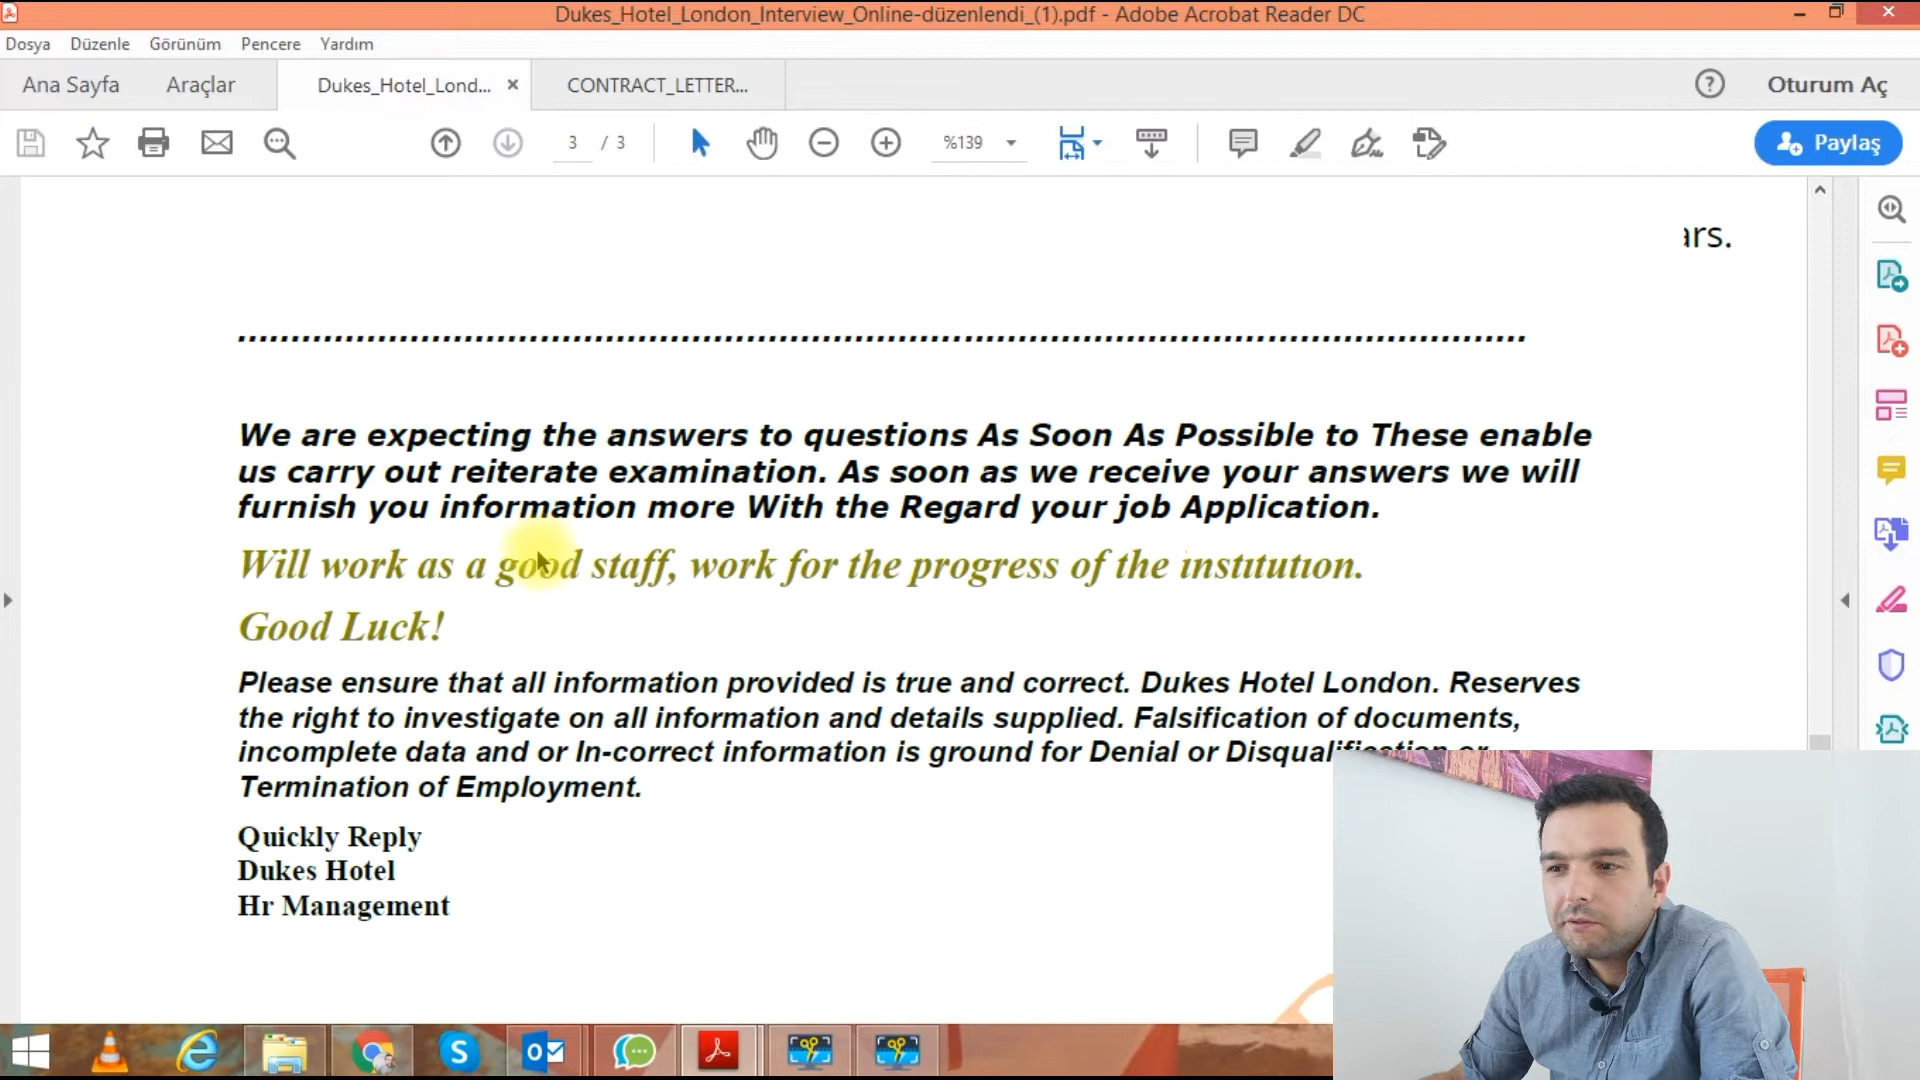 Dukes_Hotel_London_Interview_Online-düzenlendi_(1).pdf - Adobe Acrobat Reader DC
Dosya Düzenle Görünüm Pencere Yardım
Ana Sayfa Araçlar Dukes_Hotel_Lond... CONTRACT_LETTER... Oturum Aç
3 / 3 %139 Paylaş
ars.
We are expecting the answers to questions As Soon As Possible to These enable
us carry out reiterate examination. As soon as we receive your answers we will
furnish you information more With the Regard your job Application.
Will work as a good staff, work for the progress of the institution.
Good Luck!
Please ensure that all information provided is true and correct. Dukes Hotel London. Reserves
the right to investigate on all information and details supplied. Falsification of documents,
incomplete data and or In-correct information is ground for Denial or Disqualification or
Termination of Employment.
Quickly Reply
Dukes Hotel
Hr Management